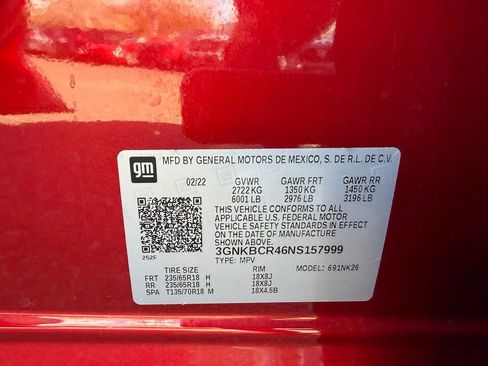 gm
MFD BY GENERAL MOTORS DE MEXICO, S. DE R.L. DE C.V.
02/22 GVWR GAWR FRT GAWR RR
2722 KG 1350 KG 1450 KG
6001 LB 2976 LB 3196 LB
THIS VEHICLE CONFORMS TO ALL
APPLICABLE U.S. FEDERAL MOTOR
VEHICLE SAFETY STANDARDS IN EFFECT
ON THE DATE OF MANUFACTURE
SHOWN ABOVE.
3GNKBCR46NS157999
252F TYPE: MPV
TIRE SIZE RIM MODEL: 691NK26
FRT 235/65R18 H 18X8J
RR 235/65R18 H 18X8J
SPA T135/70R18 M 18X4.5B